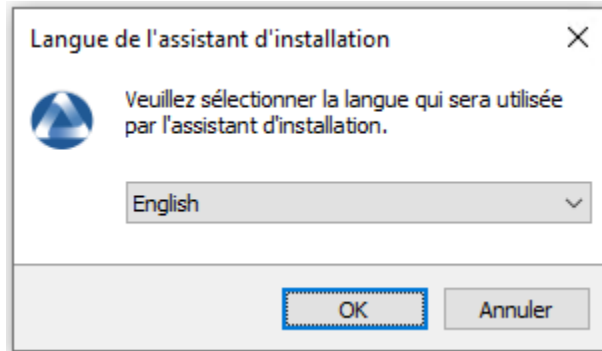 Langue de l'assistant d'installation
Veuillez sélectionner la langue qui sera utilisée
par l'assistant d'installation.
English
OK
Annuler